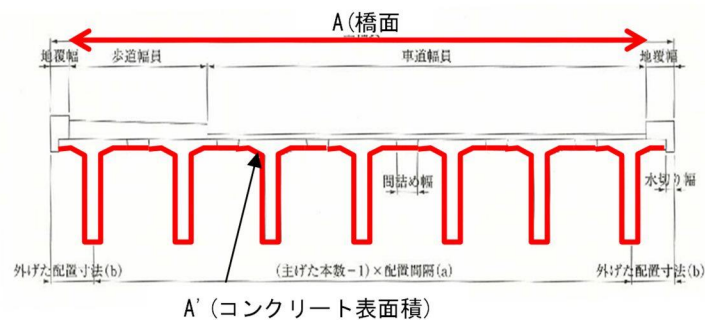 A(橋面
地覆幅 歩道幅員 車道幅員 地覆幅
間詰め幅 水切り幅
外げた配置寸法(b) (主げた本数-1)×配置間隔(a) 外げた配置寸法(b)
A'(コンクリート表面積)